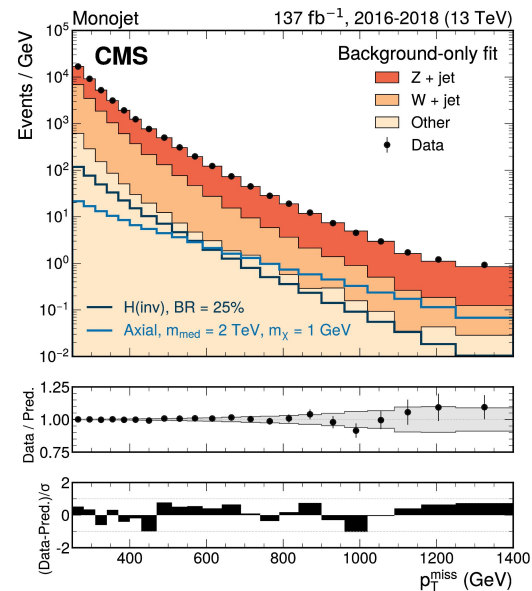 Monojet 137 fb⁻¹, 2016-2018 (13 TeV)
CMS
Background-only fit
Z + jet
W + jet
Other
Data
Events / GeV
10⁵
10⁴
10³
10²
10¹
10⁰
10⁻¹
10⁻²
H(inv), BR = 25%
Axial, m_med = 2 TeV, m_χ = 1 GeV
Data / Pred.
1.25
1.00
0.75
(Data-Pred.)/σ
2
0
-2
400 600 800 1000 1200 1400
p_T^miss (GeV)